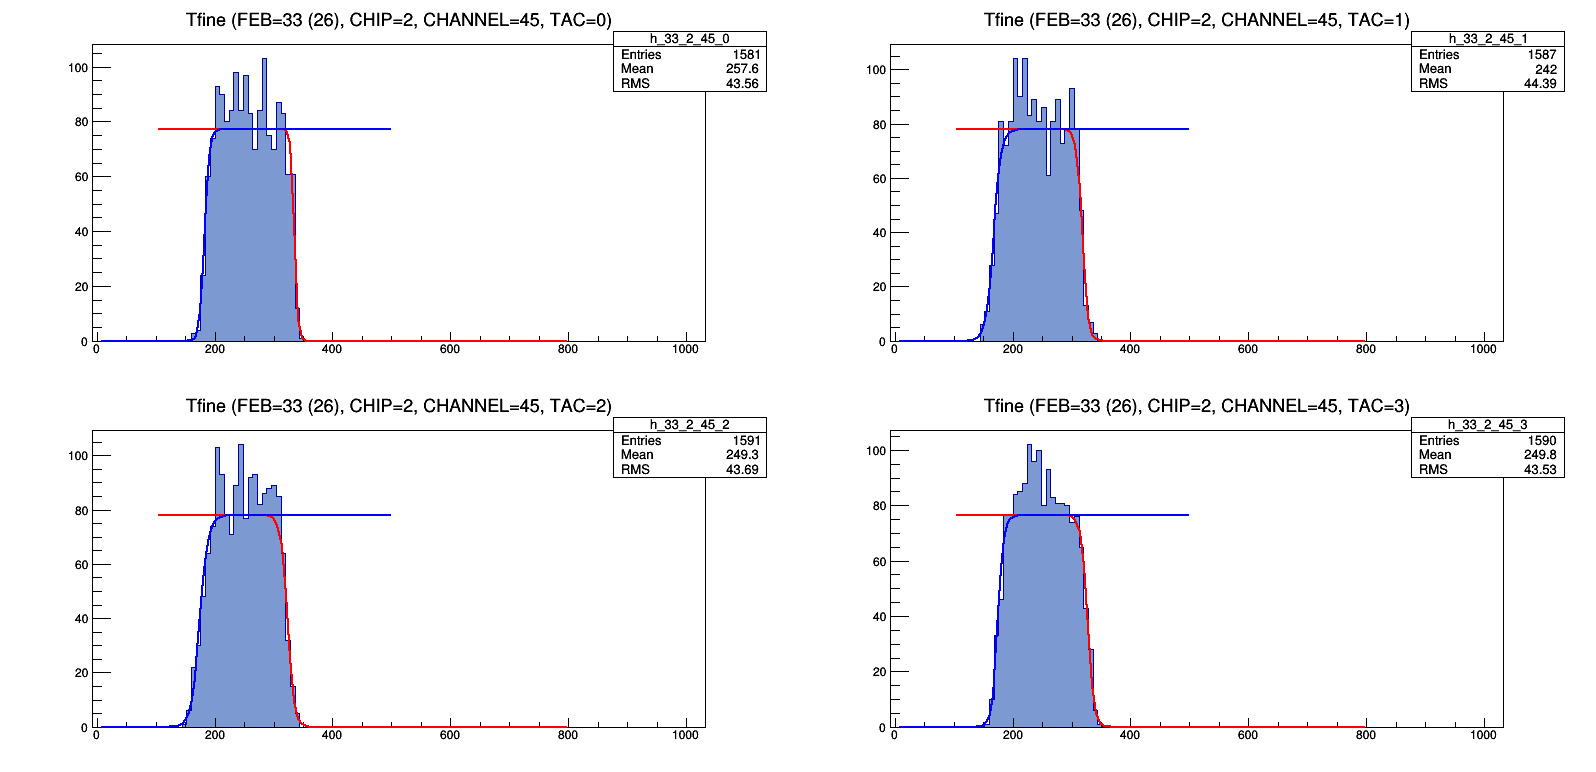 Tfine (FEB=33 (26), CHIP=2, CHANNEL=45, TAC=0)
h_33_2_45_0
Entries 1581
Mean 257.6
RMS 43.56
100
80
60
40
20
0
0 200 400 600 800 1000
Tfine (FEB=33 (26), CHIP=2, CHANNEL=45, TAC=1)
h_33_2_45_1
Entries 1587
Mean 242
RMS 44.39
100
80
60
40
20
0
0 200 400 600 800 1000
Tfine (FEB=33 (26), CHIP=2, CHANNEL=45, TAC=2)
h_33_2_45_2
Entries 1591
Mean 249.3
RMS 43.69
100
80
60
40
20
0
0 200 400 600 800 1000
Tfine (FEB=33 (26), CHIP=2, CHANNEL=45, TAC=3)
h_33_2_45_3
Entries 1590
Mean 249.8
RMS 43.53
100
80
60
40
20
0
0 200 400 600 800 1000